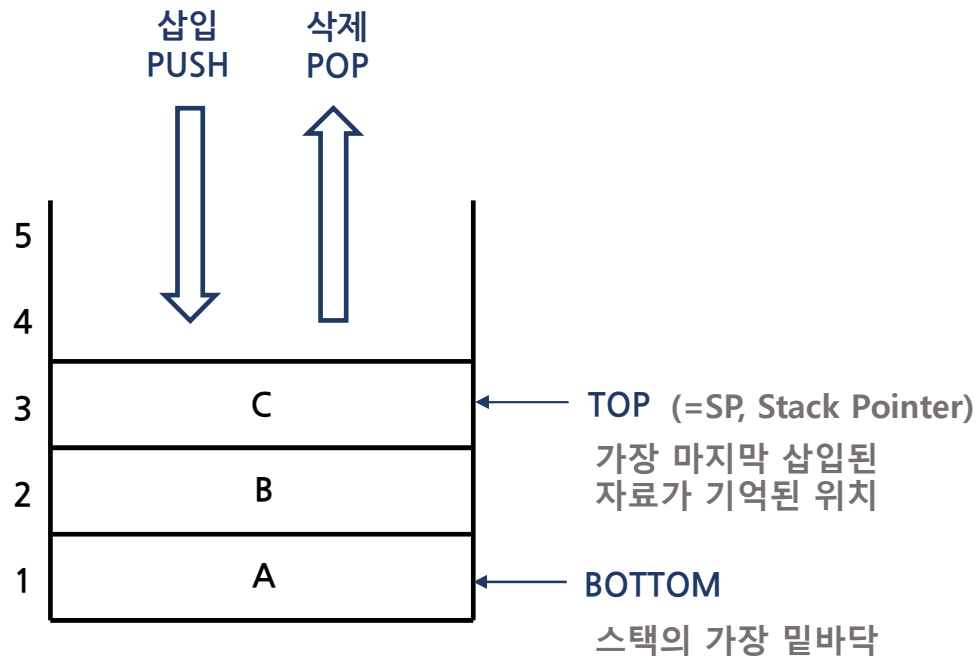 삽입
PUSH
삭제
POP
5
4
3
C
TOP (=SP, Stack Pointer)
가장 마지막 삽입된
자료가 기억된 위치
2
B
1
A
BOTTOM
스택의 가장 밑바닥